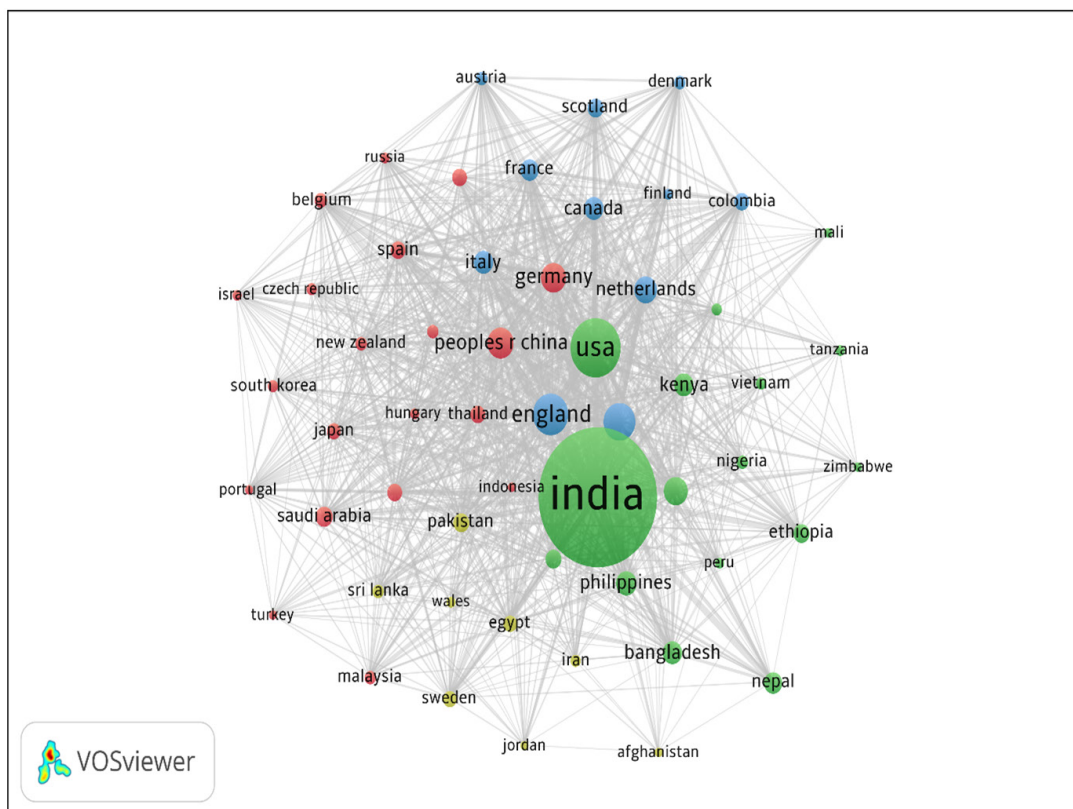 austria
denmark
scotland
russia
france
belgium
finland
canada
colombia
mali
spain
italy
germany
netherlands
israel
czech republic
new zealand
peoples r china
usa
tanzania
south korea
kenya
vietnam
hungary
thailand
england
japan
nigeria
zimbabwe
portugal
indonesia
india
saudi arabia
pakistan
ethiopia
peru
philippines
sri lanka
wales
turkey
egypt
iran
bangladesh
malaysia
nepal
sweden
jordan
afghanistan
VOSviewer